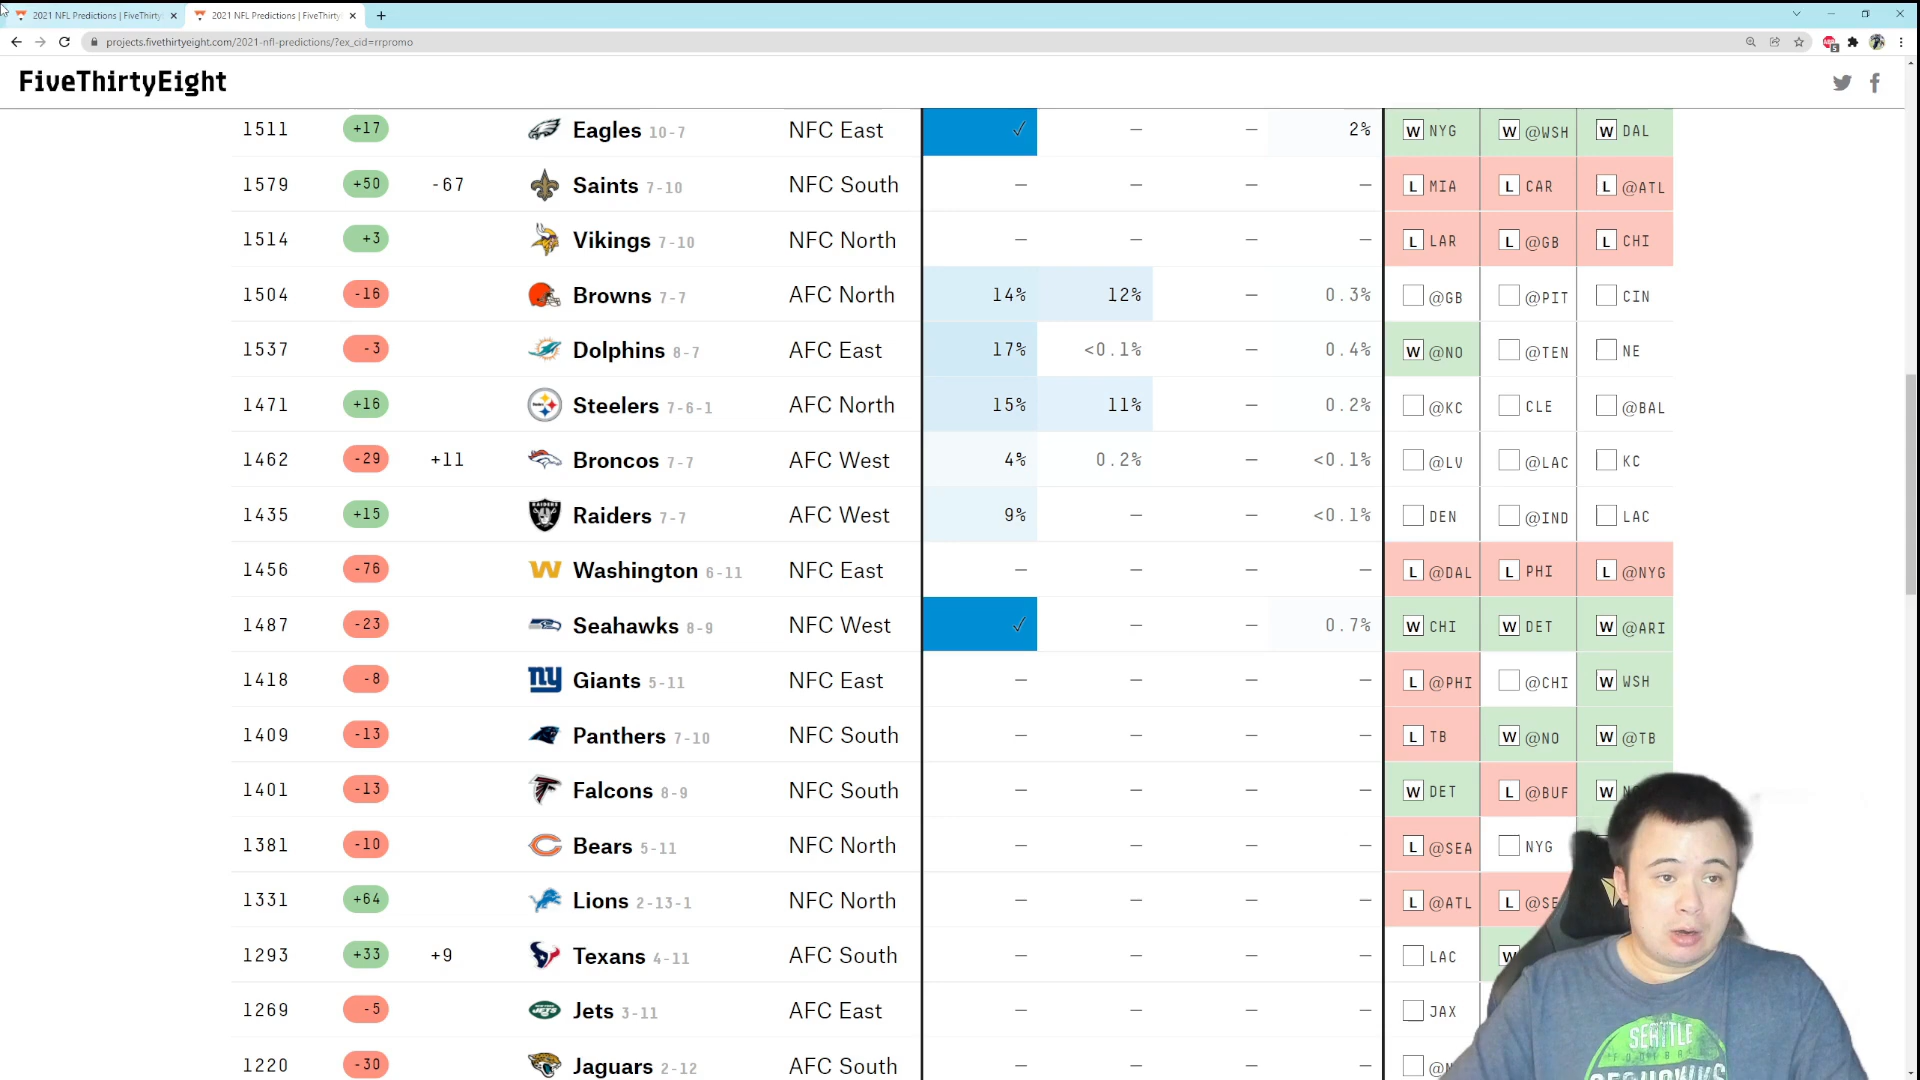 2021 NFL Predictions | FiveThirty
2021 NFL Predictions | FiveThirty
projects.fivethirtyeight.com/2021-nfl-predictions/?ex_cid=rrpromo
FiveThirtyEight
1511 +17 Eagles 10-7 NFC East ✓ — — 2% W NYG W @WSH W DAL
1579 +50 -67 Saints 7-10 NFC South — — — — L MIA L CAR L @ATL
1514 +3 Vikings 7-10 NFC North — — — — L LAR L @GB L CHI
1504 -16 Browns 7-7 AFC North 14% 12% — 0.3% @GB @PIT CIN
1537 -3 Dolphins 8-7 AFC East 17% <0.1% — 0.4% W @NO @TEN NE
1471 +16 Steelers 7-6-1 AFC North 15% 11% — 0.2% @KC CLE @BAL
1462 -29 +11 Broncos 7-7 AFC West 4% 0.2% — <0.1% @LV @LAC KC
1435 +15 Raiders 7-7 AFC West 9% — — <0.1% DEN @IND LAC
1456 -76 W Washington 6-11 NFC East — — — — L @DAL L PHI L @NYG
1487 -23 Seahawks 8-9 NFC West ✓ — — 0.7% W CHI W DET W @ARI
1418 -8 ny Giants 5-11 NFC East — — — — L @PHI @CHI W WSH
1409 -13 Panthers 7-10 NFC South — — — — L TB W @NO W @TB
1401 -13 Falcons 8-9 NFC South — — — — W DET L @BUF W
1381 -10 Bears 5-11 NFC North — — — — L @SEA NYG
1331 +64 Lions 2-13-1 NFC North — — — — L @ATL L @SE
1293 +33 +9 Texans 4-11 AFC South — — — — LAC W
1269 -5 Jets 3-11 AFC East — — — — JAX
1220 -30 Jaguars 2-12 AFC South — — — —
SEATTLE
FOOTBALL
SEAHAWKS